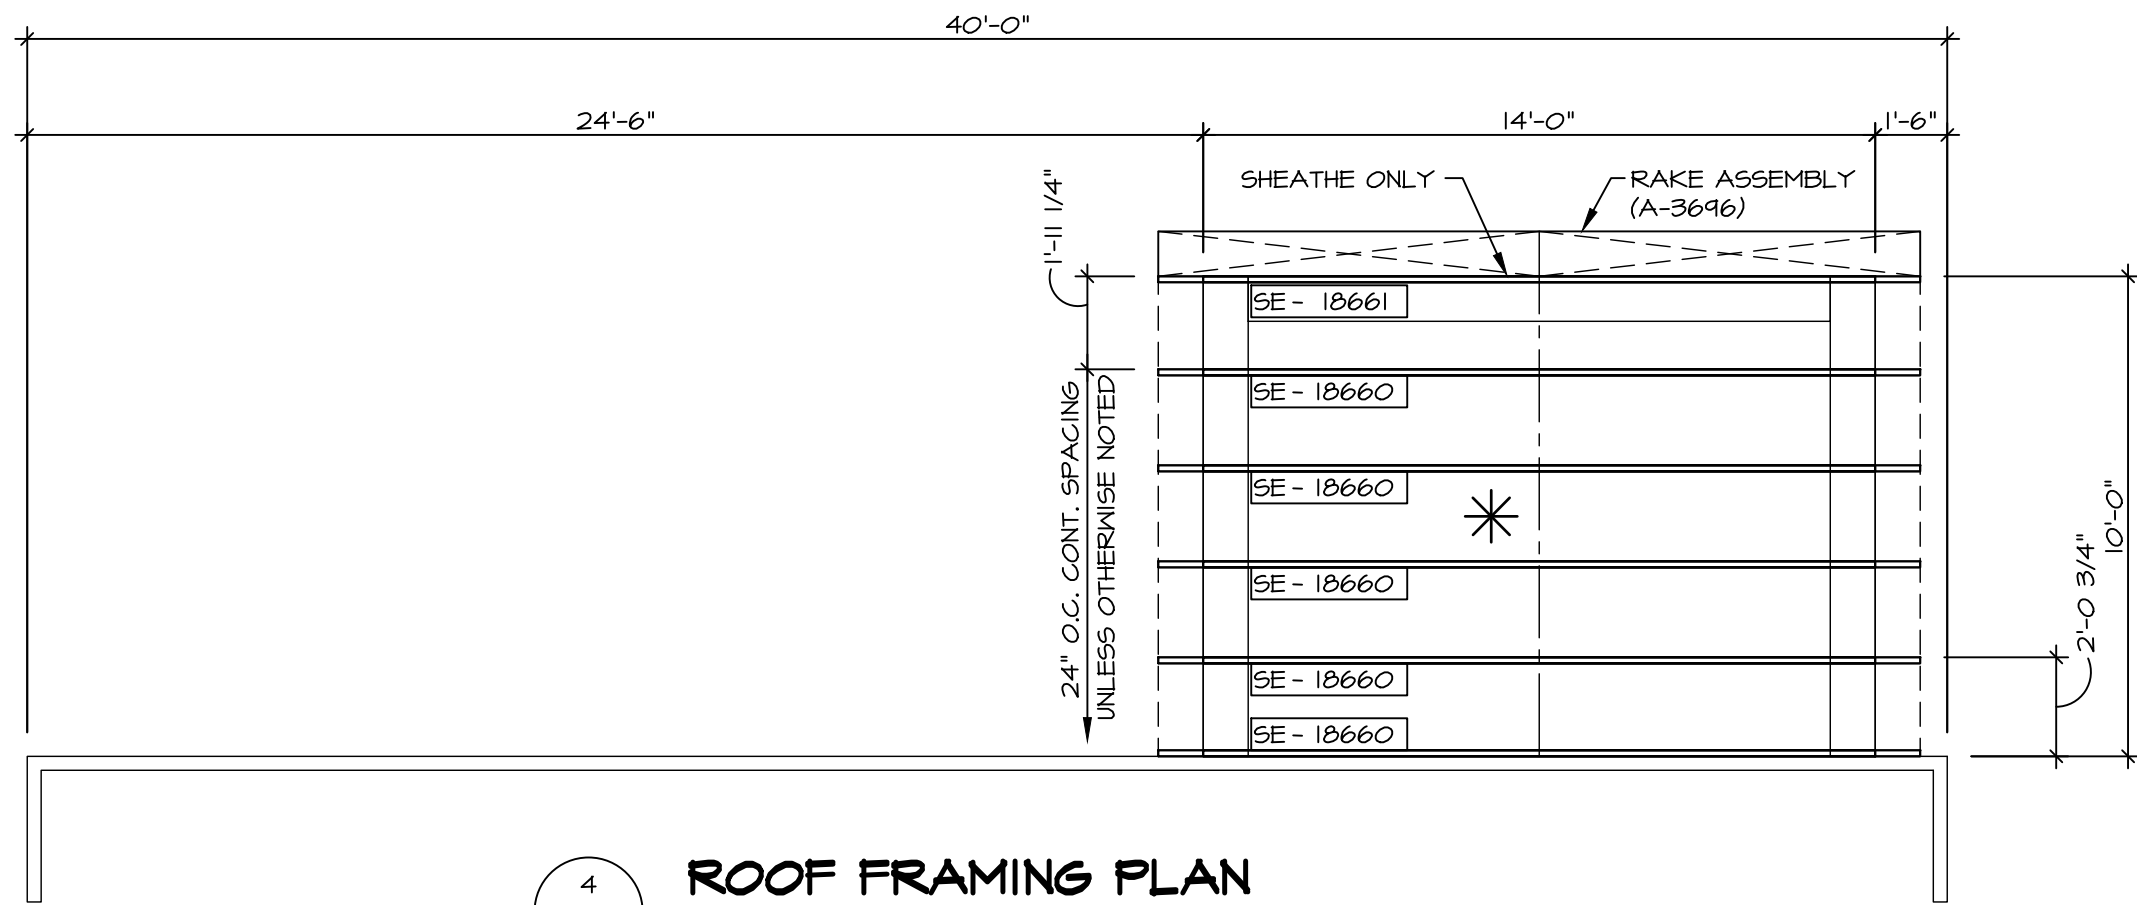 40'-0"
24'-6"
14'-0"
1'-6"
SHEATHE ONLY
RAKE ASSEMBLY
(A-3696)
1'-11 1/4"
SE - 18661
SE - 18660
24" O.C. CONT. SPACING
UNLESS OTHERWISE NOTED
SE - 18660
SE - 18660
SE - 18660
SE - 18660
2'-0 3/4"
10'-0"
4
ROOF FRAMING PLAN